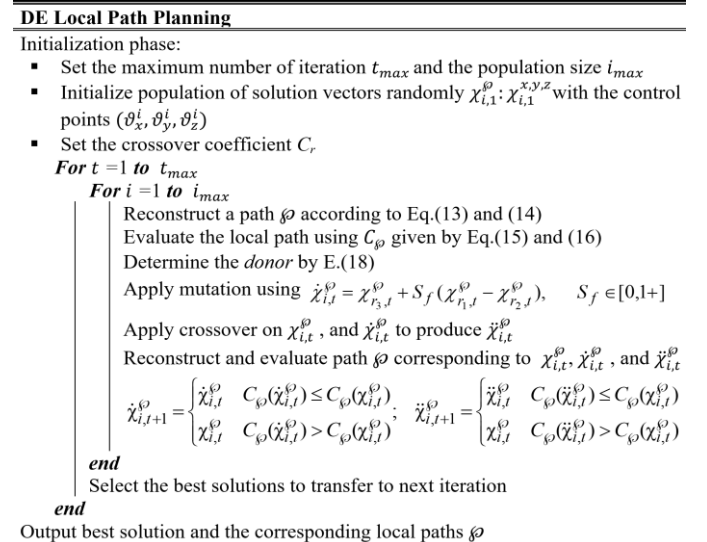 DE Local Path Planning
Initialization phase:
▪ Set the maximum number of iteration t_max and the population size i_max
▪ Initialize population of solution vectors randomly χ^℘_{i,1}: χ^{x,y,z}_{i,1} with the control
points (ϑ^i_x, ϑ^i_y, ϑ^i_z)
▪ Set the crossover coefficient C_r
For t =1 to t_max
For i =1 to i_max
Reconstruct a path ℘ according to Eq.(13) and (14)
Evaluate the local path using C_℘ given by Eq.(15) and (16)
Determine the donor by E.(18)
Apply mutation using χ̇^℘_{i,t} = χ^℘_{r_3,t} + S_f(χ^℘_{r_1,t} − χ^℘_{r_2,t}), S_f ∈[0,1+]
Apply crossover on χ^℘_{i,t} , and χ̇^℘_{i,t} to produce χ̈^℘_{i,t}
Reconstruct and evaluate path ℘ corresponding to χ^℘_{i,t}, χ̇^℘_{i,t} , and χ̈^℘_{i,t}
χ̇^℘_{i,t+1} = { χ̇^℘_{i,t} C_℘(χ̇^℘_{i,t}) ≤ C_℘(χ^℘_{i,t}) ; χ̈^℘_{i,t+1} = { χ̈^℘_{i,t} C_℘(χ̈^℘_{i,t}) ≤ C_℘(χ^℘_{i,t})
χ^℘_{i,t} C_℘(χ̇^℘_{i,t}) > C_℘(χ^℘_{i,t}) χ^℘_{i,t} C_℘(χ̈^℘_{i,t}) > C_℘(χ^℘_{i,t})
end
Select the best solutions to transfer to next iteration
end
Output best solution and the corresponding local paths ℘